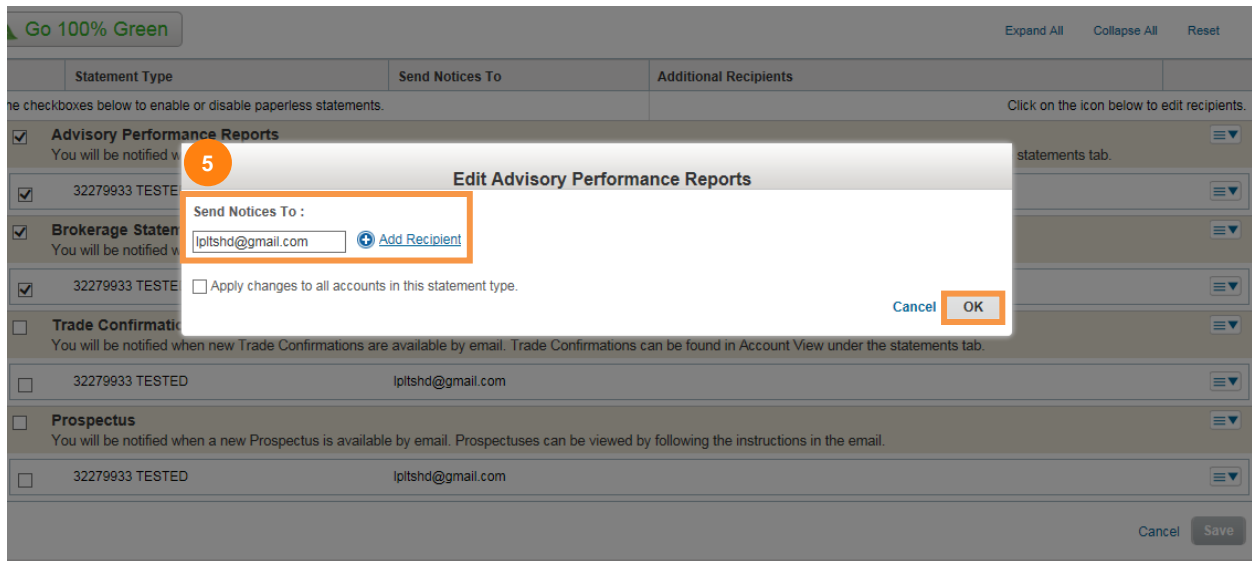 Go 100% Green
Expand All Collapse All Reset
Statement Type Send Notices To Additional Recipients
checkboxes below to enable or disable paperless statements. Click on the icon below to edit recipients.
Advisory Performance Reports
You will be notified statements tab.
5
Edit Advisory Performance Reports
32279933 TESTE
Send Notices To :
Brokerage Statem
lpltshd@gmail.com Add Recipient
You will be notified
32279933 TESTE
Apply changes to all accounts in this statement type.
Cancel OK
Trade Confirmatio
You will be notified when new Trade Confirmations are available by email. Trade Confirmations can be found in Account View under the statements tab.
32279933 TESTED lpltshd@gmail.com
Prospectus
You will be notified when a new Prospectus is available by email. Prospectuses can be viewed by following the instructions in the email.
32279933 TESTED lpltshd@gmail.com
Cancel Save